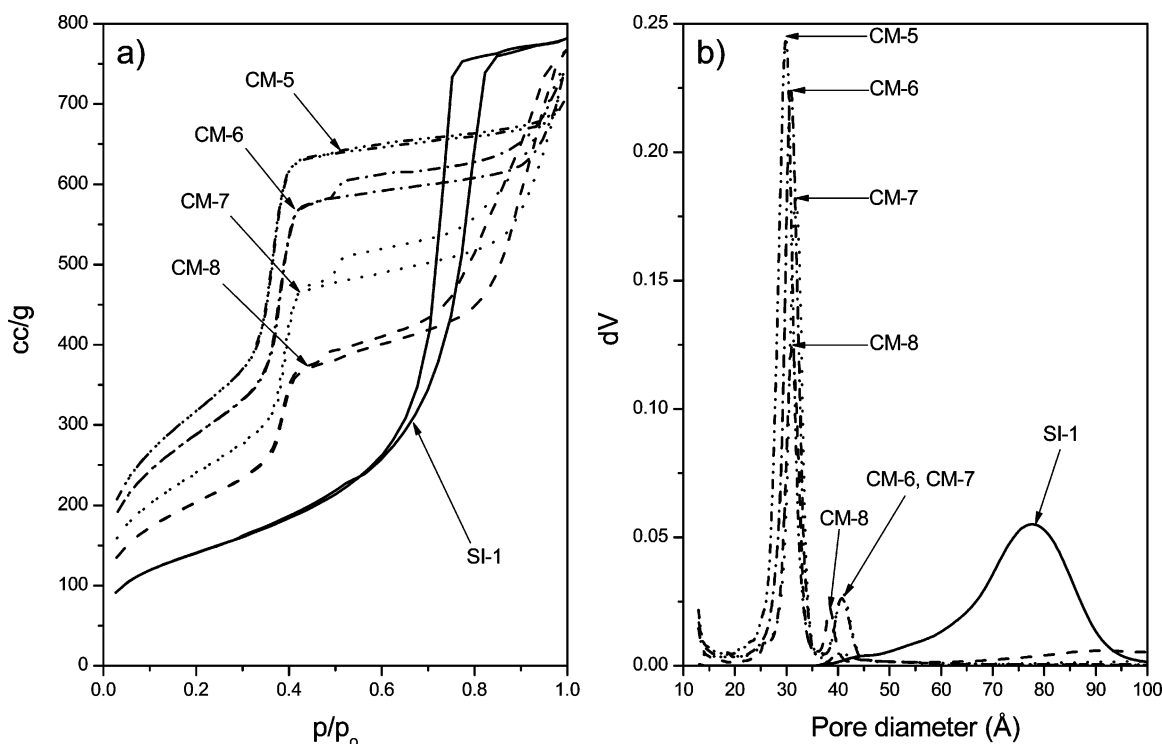 a)
800
700
600
500
400
300
200
100
0
cc/g
CM-5
CM-6
CM-7
CM-8
SI-1
0.0 0.2 0.4 0.6 0.8 1.0
p/pₒ
b)
0.25
0.20
0.15
0.10
0.05
0.00
dV
CM-5
CM-6
CM-7
CM-8
SI-1
CM-6, CM-7
CM-8
10 20 30 40 50 60 70 80 90 100
Pore diameter (Å)